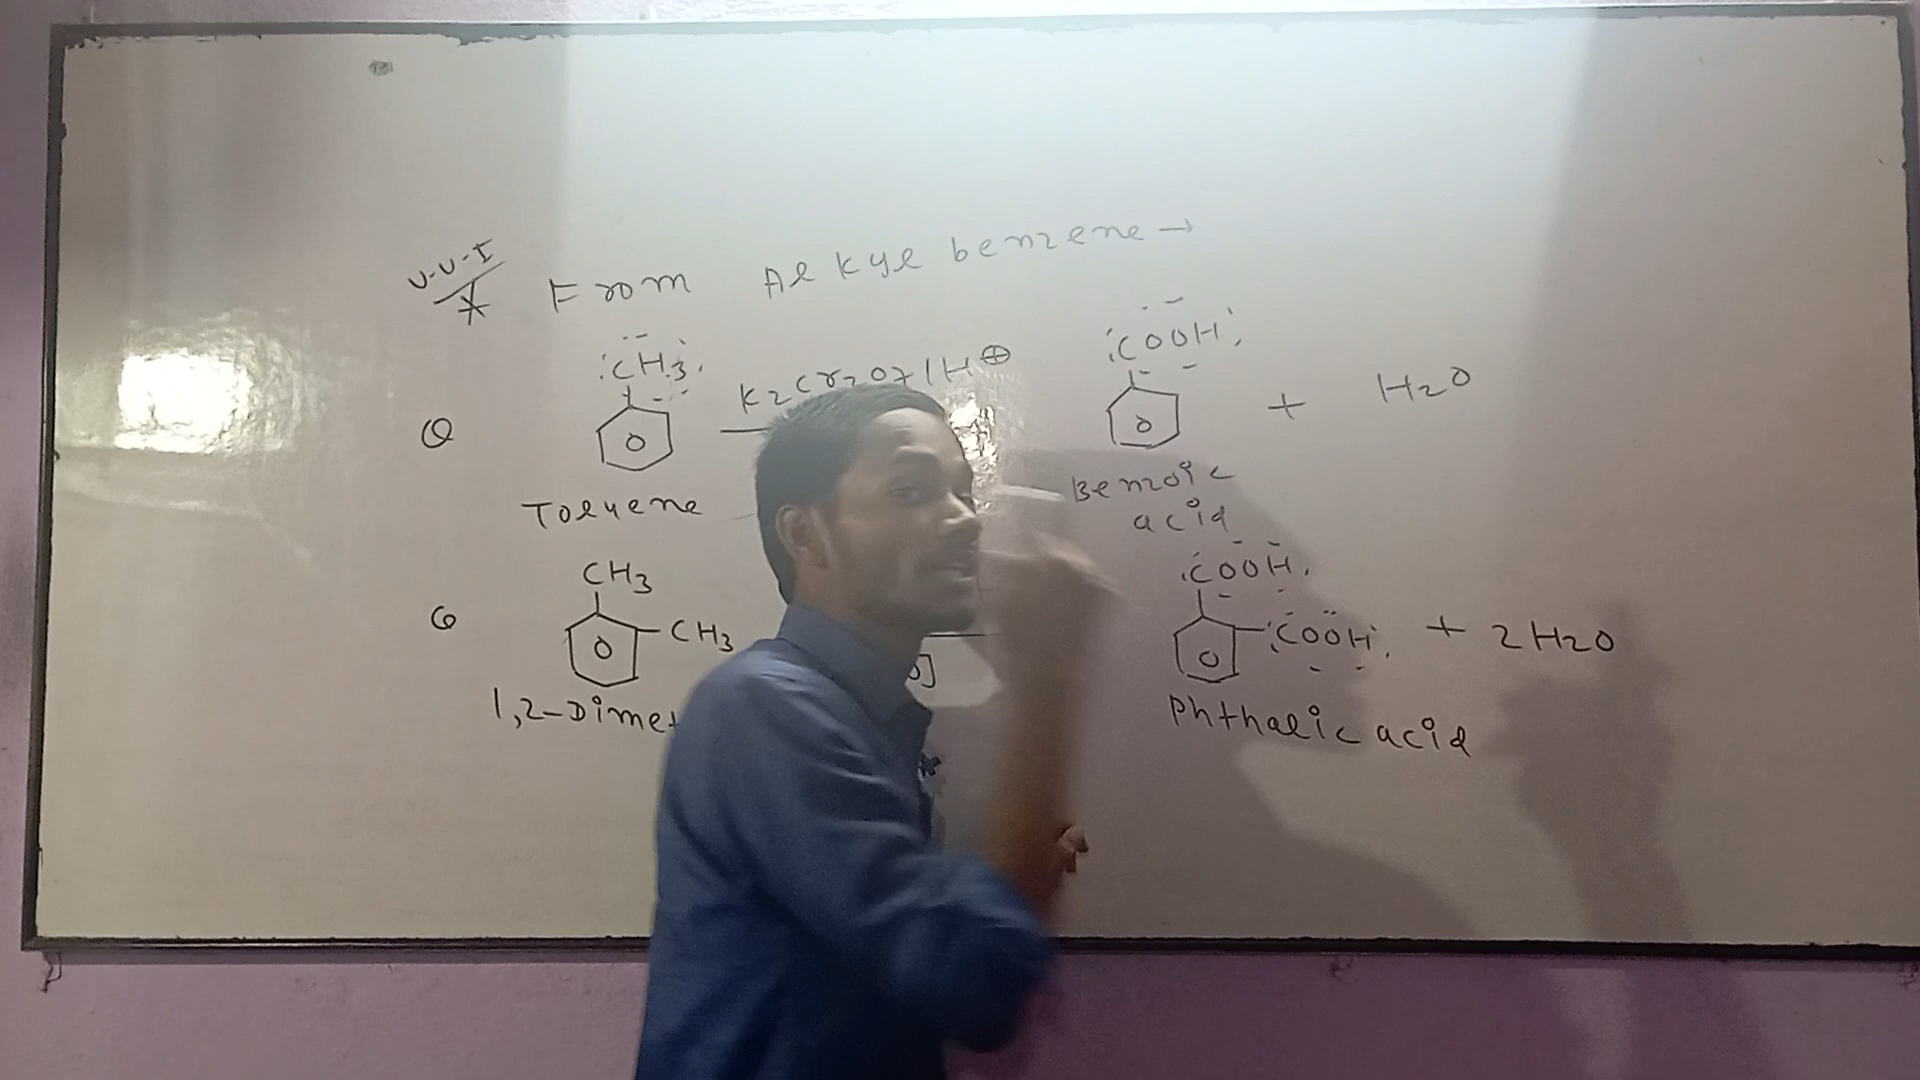 V.V.I From Alkyl benzene →
CH3 K2Cr2O7/H⊕ COOH + H2O
Toluene Benzoic
acid
CH3 COOH
CH3 COOH + 2H2O
O]
1,2-Dimet Phthalic acid